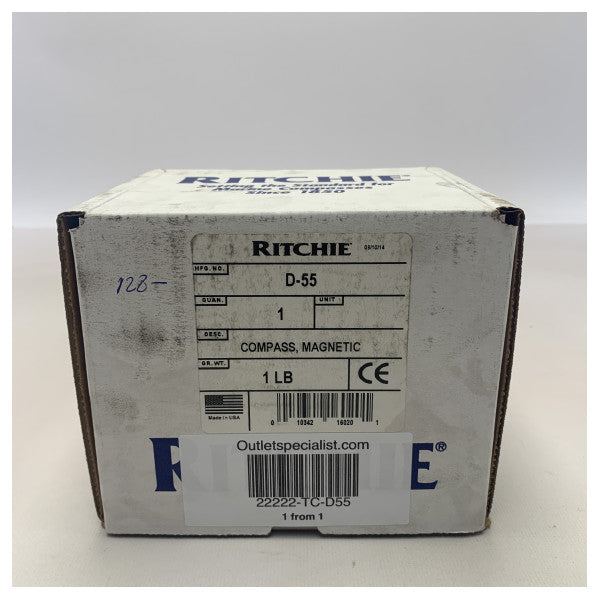 RITCHIE
Setting the Standard for
Marine Compasses
Since 1850
128-
RITCHIE 09/10/14
MFG. NO. D-55
QUAN. 1 UNIT
DESC. COMPASS, MAGNETIC
GR. WT. 1 LB CE
Made in USA
0 10342 16020 1
RITCHIE®
Outletspecialist.com
22222-TC-D55
1 from 1